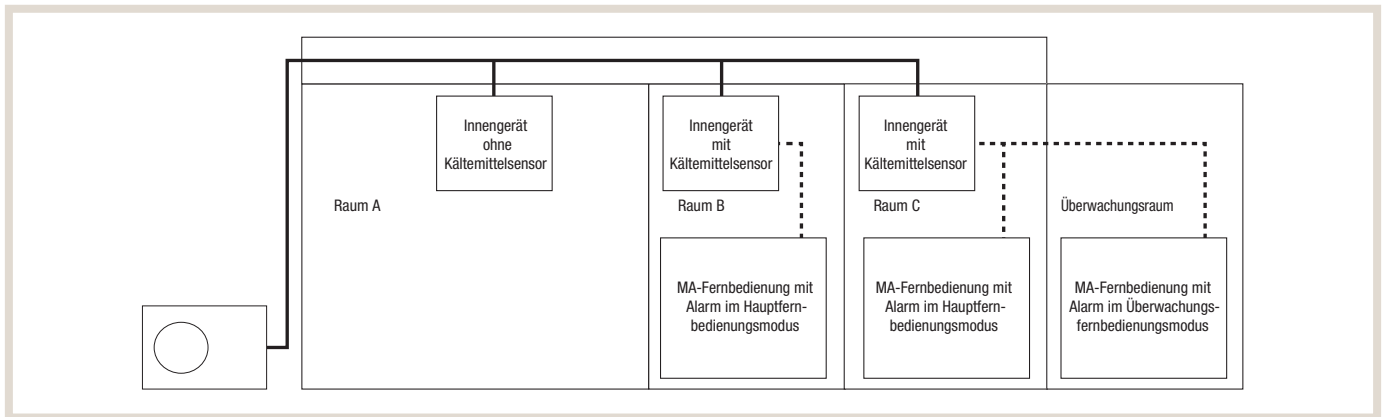 Innengerät
ohne
Kältemittelsensor
Innengerät
mit
Kältemittelsensor
Innengerät
mit
Kältemittelsensor
Raum A
Raum B
Raum C
Überwachungsraum
MA-Fernbedienung mit
Alarm im Hauptfern-
bedienungsmodus
MA-Fernbedienung mit
Alarm im Hauptfern-
bedienungsmodus
MA-Fernbedienung mit
Alarm im Überwachungs-
fernbedienungsmodus